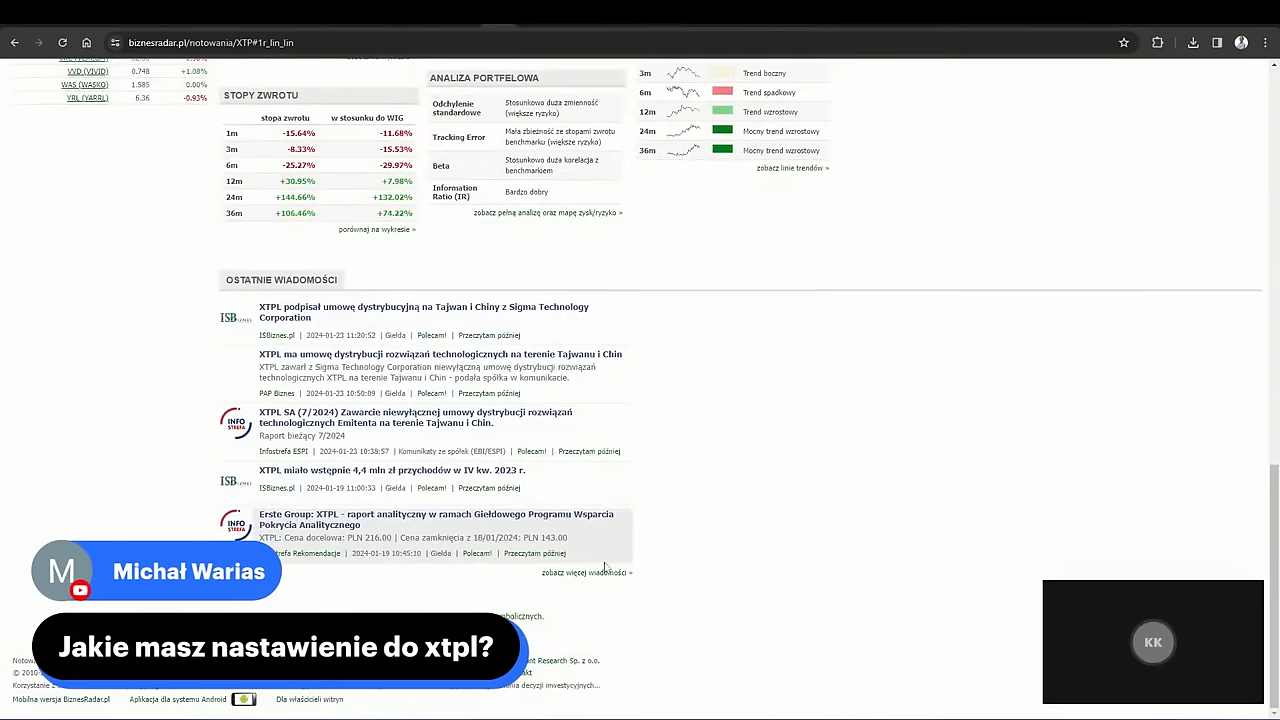 biznesradar.pl/notowania/XTP#1r_lin_lin
VVD (VIVID) 0.748 +1.08%
WAS (WASKO) 1.585 0.00%
YRL (YARRL) 6.36 -0.93%
STOPY ZWROTU
stopa zwrotu w stosunku do WIG
1m -15.64% -11.68%
3m -8.33% -15.53%
6m -25.27% -29.97%
12m +30.95% +7.98%
24m +144.66% +132.02%
36m +106.46% +74.22%
porównaj na wykresie »
ANALIZA PORTFELOWA
Odchylenie standardowe Stosunkowo duża zmienność (większe ryzyko)
Tracking Error Mała zbieżność ze stopami zwrotu benchmarku (większe ryzyko)
Beta Stosunkowo duża korelacja z benchmarkiem
Information Ratio (IR) Bardzo dobry
zobacz pełną analizę oraz mapę zysk/ryzyko »
3m Trend boczny
6m Trend spadkowy
12m Trend wzrostowy
24m Mocny trend wzrostowy
36m Mocny trend wzrostowy
zobacz linie trendów »
OSTATNIE WIADOMOŚCI
XTPL podpisał umowę dystrybucyjną na Tajwan i Chiny z Sigma Technology
Corporation
ISBiznes.pl | 2024-01-23 11:20:52 | Giełda | Polecam! | Przeczytam później
XTPL ma umowę dystrybucji rozwiązań technologicznych na terenie Tajwanu i Chin
XTPL zawarł z Sigma Technology Corporation niewyłączną umowę dystrybucji rozwiązań
technologicznych XTPL na terenie Tajwanu i Chin - podała spółka w komunikacie.
PAP Biznes | 2024-01-23 10:50:09 | Giełda | Polecam! | Przeczytam później
INFO
STREFA
XTPL SA (7/2024) Zawarcie niewyłącznej umowy dystrybucji rozwiązań
technologicznych Emitenta na terenie Tajwanu i Chin.
Raport bieżący 7/2024
Infostrefa ESPI | 2024-01-23 10:38:57 | Komunikaty ze spółek (EBI/ESPI) | Polecam! | Przeczytam później
XTPL miało wstępnie 4,4 mln zł przychodów w IV kw. 2023 r.
ISBiznes.pl | 2024-01-19 11:00:33 | Giełda | Polecam! | Przeczytam później
INFO
STREFA
Erste Group: XTPL - raport analityczny w ramach Giełdowego Programu Wsparcia
Pokrycia Analitycznego
XTPL: Cena docelowa: PLN 216.00 | Cena zamknięcia z 18/01/2024: PLN 143.00
Rekomendacje | 2024-01-19 10:45:10 | Giełda | Polecam! | Przeczytam później
zobacz więcej wiadomości »
M
Michał Warias
Jakie masz nastawienie do xtpl?
Research Sp. z o.o.
© 2010-
Korzystanie z decyzji inwestycyjnych...
Mobilna wersja BiznesRadar.pl Aplikacja dla systemu Android Dla właścicieli witryn
KK